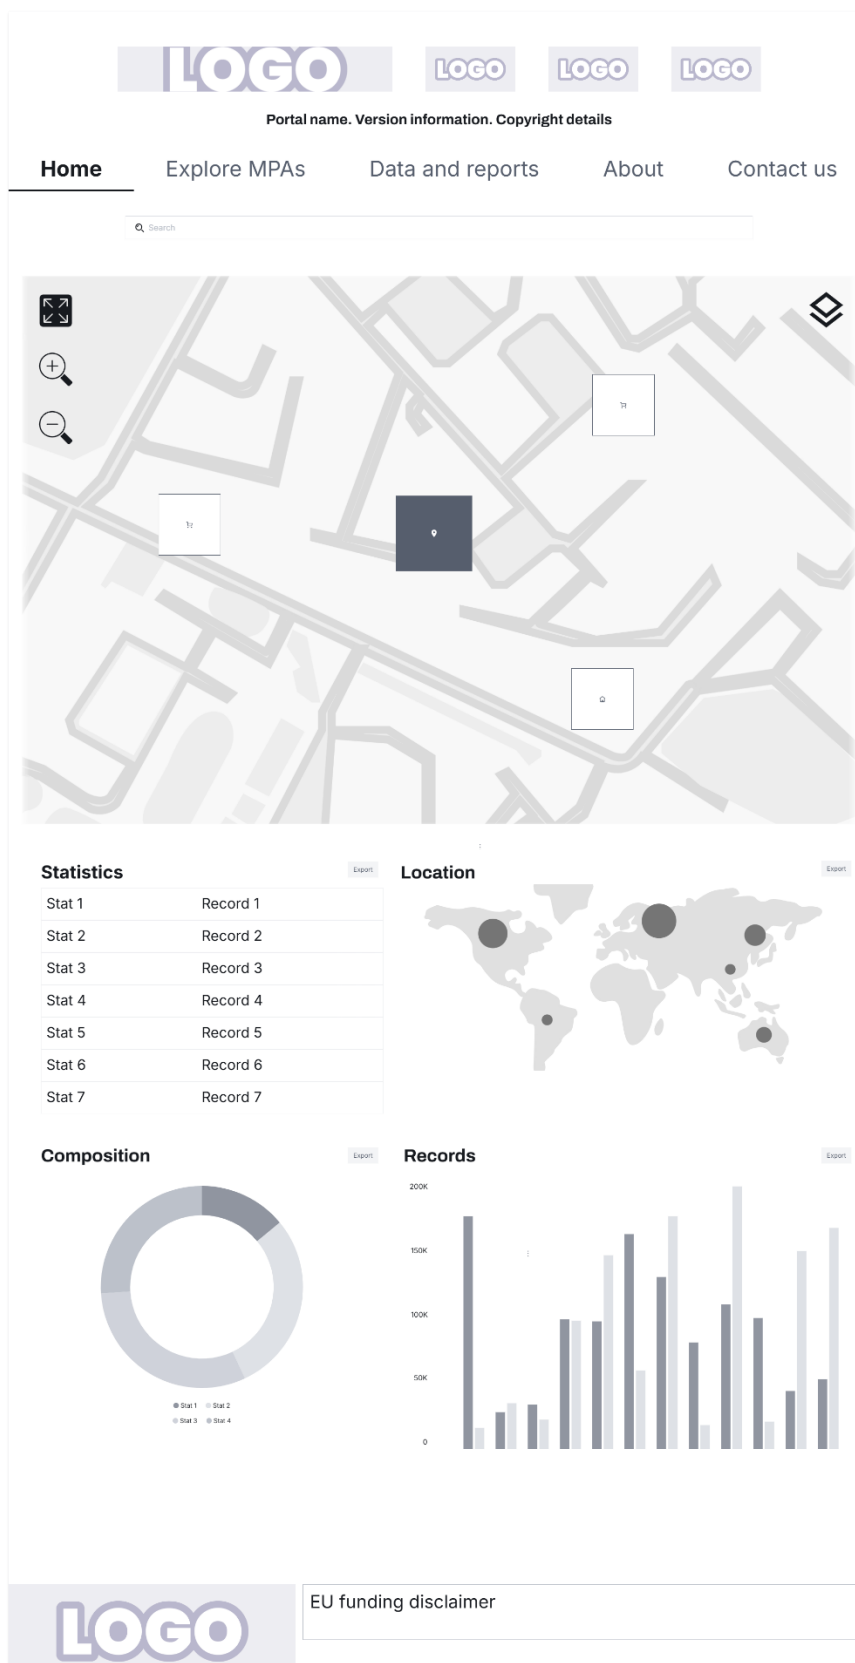 LOGO LOGO LOGO LOGO
Portal name. Version information. Copyright details
Home Explore MPAs Data and reports About Contact us
Search
Statistics Export
Stat 1 Record 1
Stat 2 Record 2
Stat 3 Record 3
Stat 4 Record 4
Stat 5 Record 5
Stat 6 Record 6
Stat 7 Record 7
Location Export
Composition Export
Stat 1 Stat 2
Stat 3 Stat 4
Records Export
200K
150K
100K
50K
0
LOGO
EU funding disclaimer